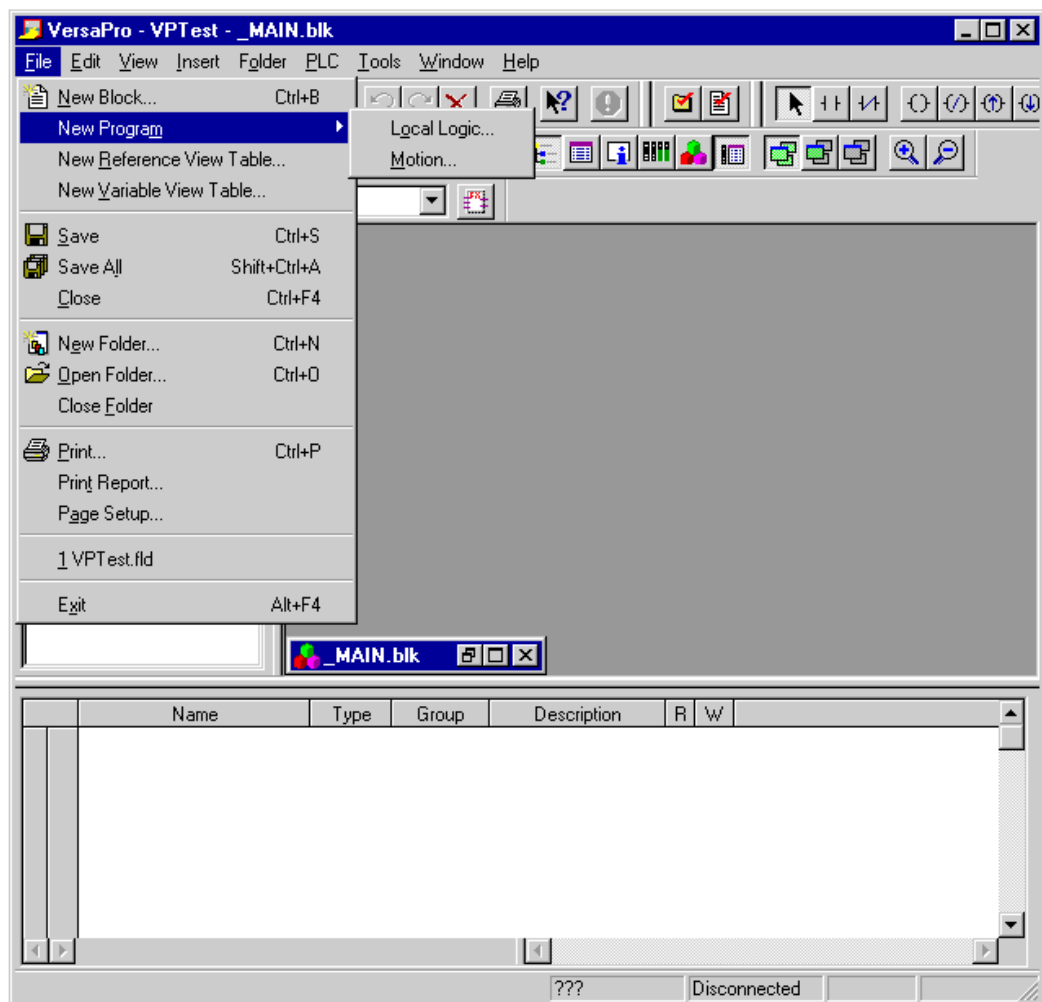 VersaPro - VPTest - _MAIN.blk
File Edit View Insert Folder PLC Tools Window Help
New Block... Ctrl+B
New Program
Local Logic...
Motion...
New Reference View Table...
New Variable View Table...
Save Ctrl+S
Save All Shift+Ctrl+A
Close Ctrl+F4
New Folder... Ctrl+N
Open Folder... Ctrl+O
Close Folder
Print... Ctrl+P
Print Report...
Page Setup...
1 VPTest.fld
Exit Alt+F4
_MAIN.blk
Name Type Group Description R W
??? Disconnected